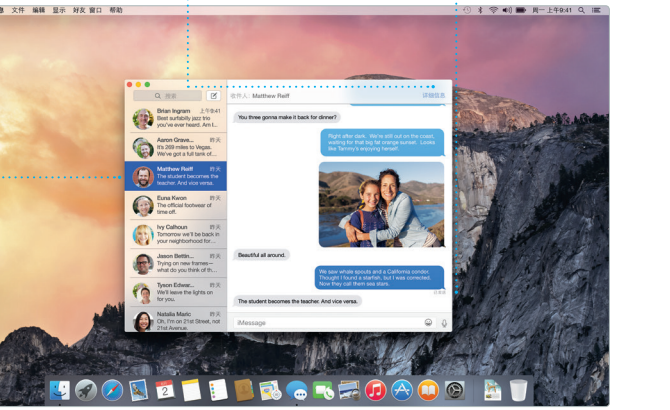 文件 编辑 显示 好友 窗口 帮助
周一上午9:41
搜索
收件人: Matthew Reiff
详细信息
Brian Ingram 上午9:41
Best surfabilly jazz trio
you've ever heard. Am I...
Aaron Grave... 昨天
It's 269 miles to Vegas.
We've got a full tank of...
Matthew Reiff 昨天
The student becomes the
teacher. And vice versa.
Euna Kwon 昨天
The official footwear of
time off.
Ivy Calhoun 昨天
Tomorrow we'll be back in
your neighborhood for...
Jason Bettin... 昨天
Trying on new frames—
what do you think of th...
Tyson Edwar... 昨天
We'll leave the lights on
for you.
Natalia Maric 昨天
Oh, I'm on 21st Street, not
21st Avenue.
You three gonna make it back for dinner?
Right after dark. We're still out on the coast,
waiting for that big fat orange sunset. Looks
like Tammy's enjoying herself.
Beautiful all around.
We saw whale spouts and a California condor.
Thought I found a starfish, but I was corrected.
Now they call them sea stars.
The student becomes the teacher. And vice versa.
iMessage
2